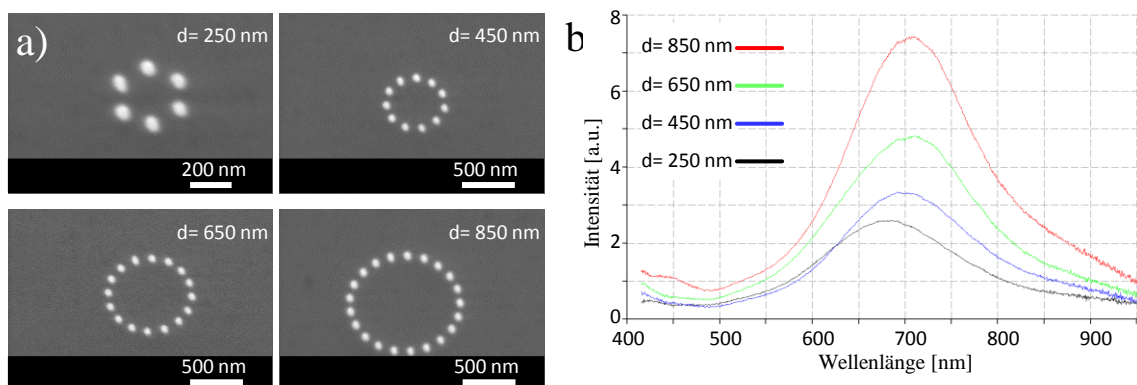 a)
d= 250 nm
200 nm
d= 450 nm
500 nm
d= 650 nm
500 nm
d= 850 nm
500 nm
b
8
6
4
2
0
Intensität [a.u.]
d= 850 nm
d= 650 nm
d= 450 nm
d= 250 nm
400 500 600 700 800 900
Wellenlänge [nm]